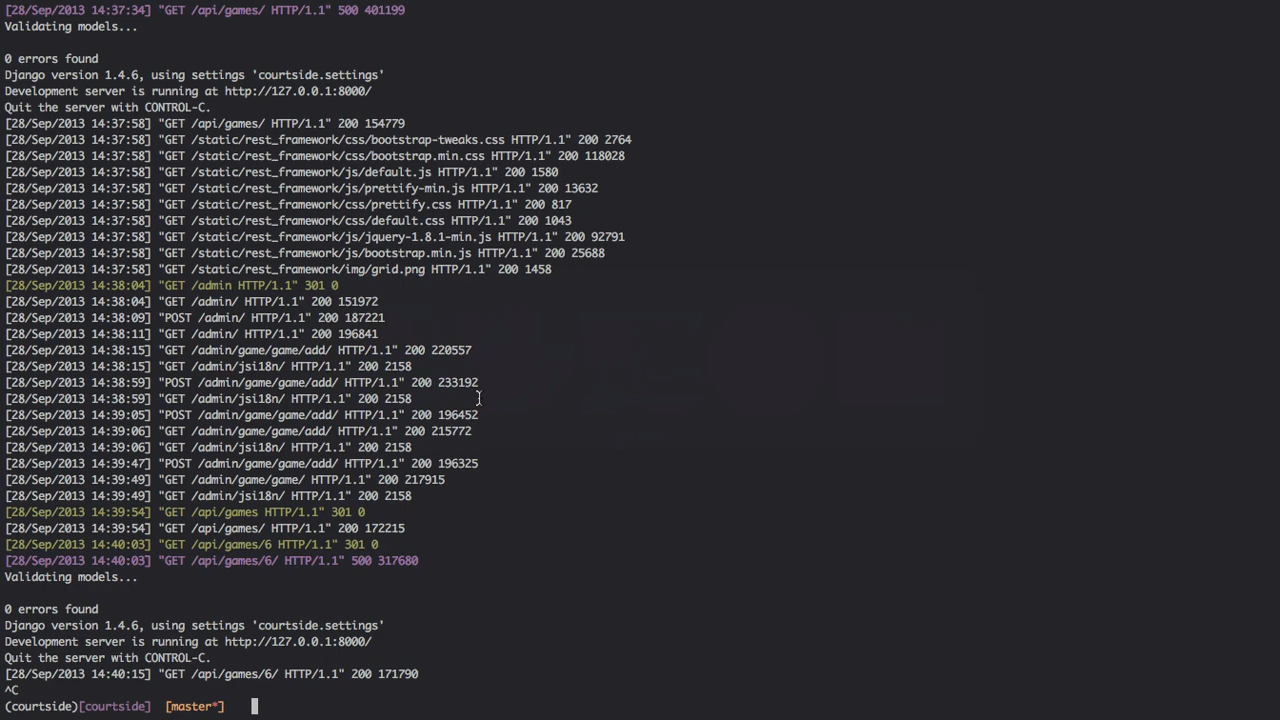 [28/Sep/2013 14:37:34] "GET /api/games/ HTTP/1.1" 500 401199
Validating models...
0 errors found
Django version 1.4.6, using settings 'courtside.settings'
Development server is running at http://127.0.0.1:8000/
Quit the server with CONTROL-C.
[28/Sep/2013 14:37:58] "GET /api/games/ HTTP/1.1" 200 154779
[28/Sep/2013 14:37:58] "GET /static/rest_framework/css/bootstrap-tweaks.css HTTP/1.1" 200 2764
[28/Sep/2013 14:37:58] "GET /static/rest_framework/css/bootstrap.min.css HTTP/1.1" 200 118028
[28/Sep/2013 14:37:58] "GET /static/rest_framework/js/default.js HTTP/1.1" 200 1580
[28/Sep/2013 14:37:58] "GET /static/rest_framework/js/prettify-min.js HTTP/1.1" 200 13632
[28/Sep/2013 14:37:58] "GET /static/rest_framework/css/prettify.css HTTP/1.1" 200 817
[28/Sep/2013 14:37:58] "GET /static/rest_framework/css/default.css HTTP/1.1" 200 1043
[28/Sep/2013 14:37:58] "GET /static/rest_framework/js/jquery-1.8.1-min.js HTTP/1.1" 200 92791
[28/Sep/2013 14:37:58] "GET /static/rest_framework/js/bootstrap.min.js HTTP/1.1" 200 25688
[28/Sep/2013 14:37:58] "GET /static/rest_framework/img/grid.png HTTP/1.1" 200 1458
[28/Sep/2013 14:38:04] "GET /admin HTTP/1.1" 301 0
[28/Sep/2013 14:38:04] "GET /admin/ HTTP/1.1" 200 151972
[28/Sep/2013 14:38:09] "POST /admin/ HTTP/1.1" 200 187221
[28/Sep/2013 14:38:11] "GET /admin/ HTTP/1.1" 200 196841
[28/Sep/2013 14:38:15] "GET /admin/game/game/add/ HTTP/1.1" 200 220557
[28/Sep/2013 14:38:15] "GET /admin/jsi18n/ HTTP/1.1" 200 2158
[28/Sep/2013 14:38:59] "POST /admin/game/game/add/ HTTP/1.1" 200 233192
[28/Sep/2013 14:38:59] "GET /admin/jsi18n/ HTTP/1.1" 200 2158
[28/Sep/2013 14:39:05] "POST /admin/game/game/add/ HTTP/1.1" 200 196452
[28/Sep/2013 14:39:06] "GET /admin/game/game/add/ HTTP/1.1" 200 215772
[28/Sep/2013 14:39:06] "GET /admin/jsi18n/ HTTP/1.1" 200 2158
[28/Sep/2013 14:39:47] "POST /admin/game/game/add/ HTTP/1.1" 200 196325
[28/Sep/2013 14:39:49] "GET /admin/game/game/ HTTP/1.1" 200 217915
[28/Sep/2013 14:39:49] "GET /admin/jsi18n/ HTTP/1.1" 200 2158
[28/Sep/2013 14:39:54] "GET /api/games HTTP/1.1" 301 0
[28/Sep/2013 14:39:54] "GET /api/games/ HTTP/1.1" 200 172215
[28/Sep/2013 14:40:03] "GET /api/games/6 HTTP/1.1" 301 0
[28/Sep/2013 14:40:03] "GET /api/games/6/ HTTP/1.1" 500 317680
Validating models...
0 errors found
Django version 1.4.6, using settings 'courtside.settings'
Development server is running at http://127.0.0.1:8000/
Quit the server with CONTROL-C.
[28/Sep/2013 14:40:15] "GET /api/games/6/ HTTP/1.1" 200 171790
^C
(courtside)[courtside] [master*]